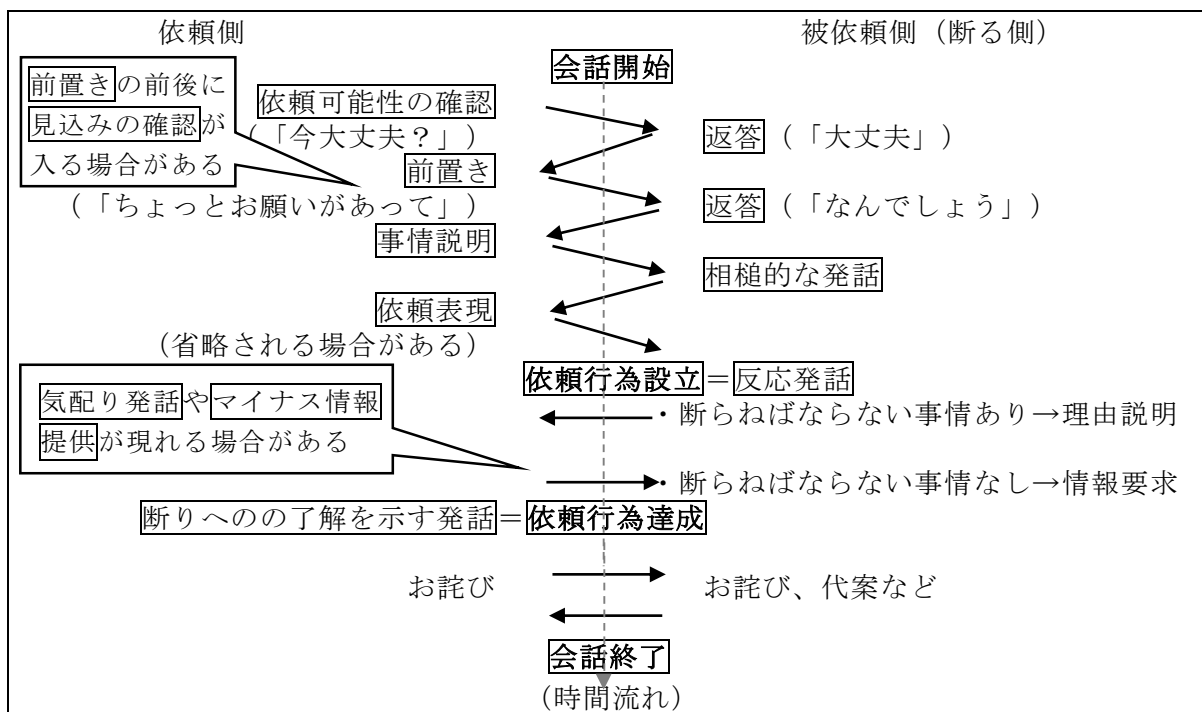 依頼側
被依頼側（断る側）
会話開始
前置きの前後に
見込みの確認が
入る場合がある
依頼可能性の確認
（「今大丈夫？」）
返答（「大丈夫」）
前置き
（「ちょっとお願いがあって」）
返答（「なんでしょう」）
事情説明
相槌的な発話
依頼表現
（省略される場合がある）
依頼行為設立＝反応発話
気配り発話やマイナス情報
提供が現れる場合がある
・断らねばならない事情あり→理由説明
・断らねばならない事情なし→情報要求
断りへのの了解を示す発話＝依頼行為達成
お詫び
お詫び、代案など
会話終了
（時間流れ）